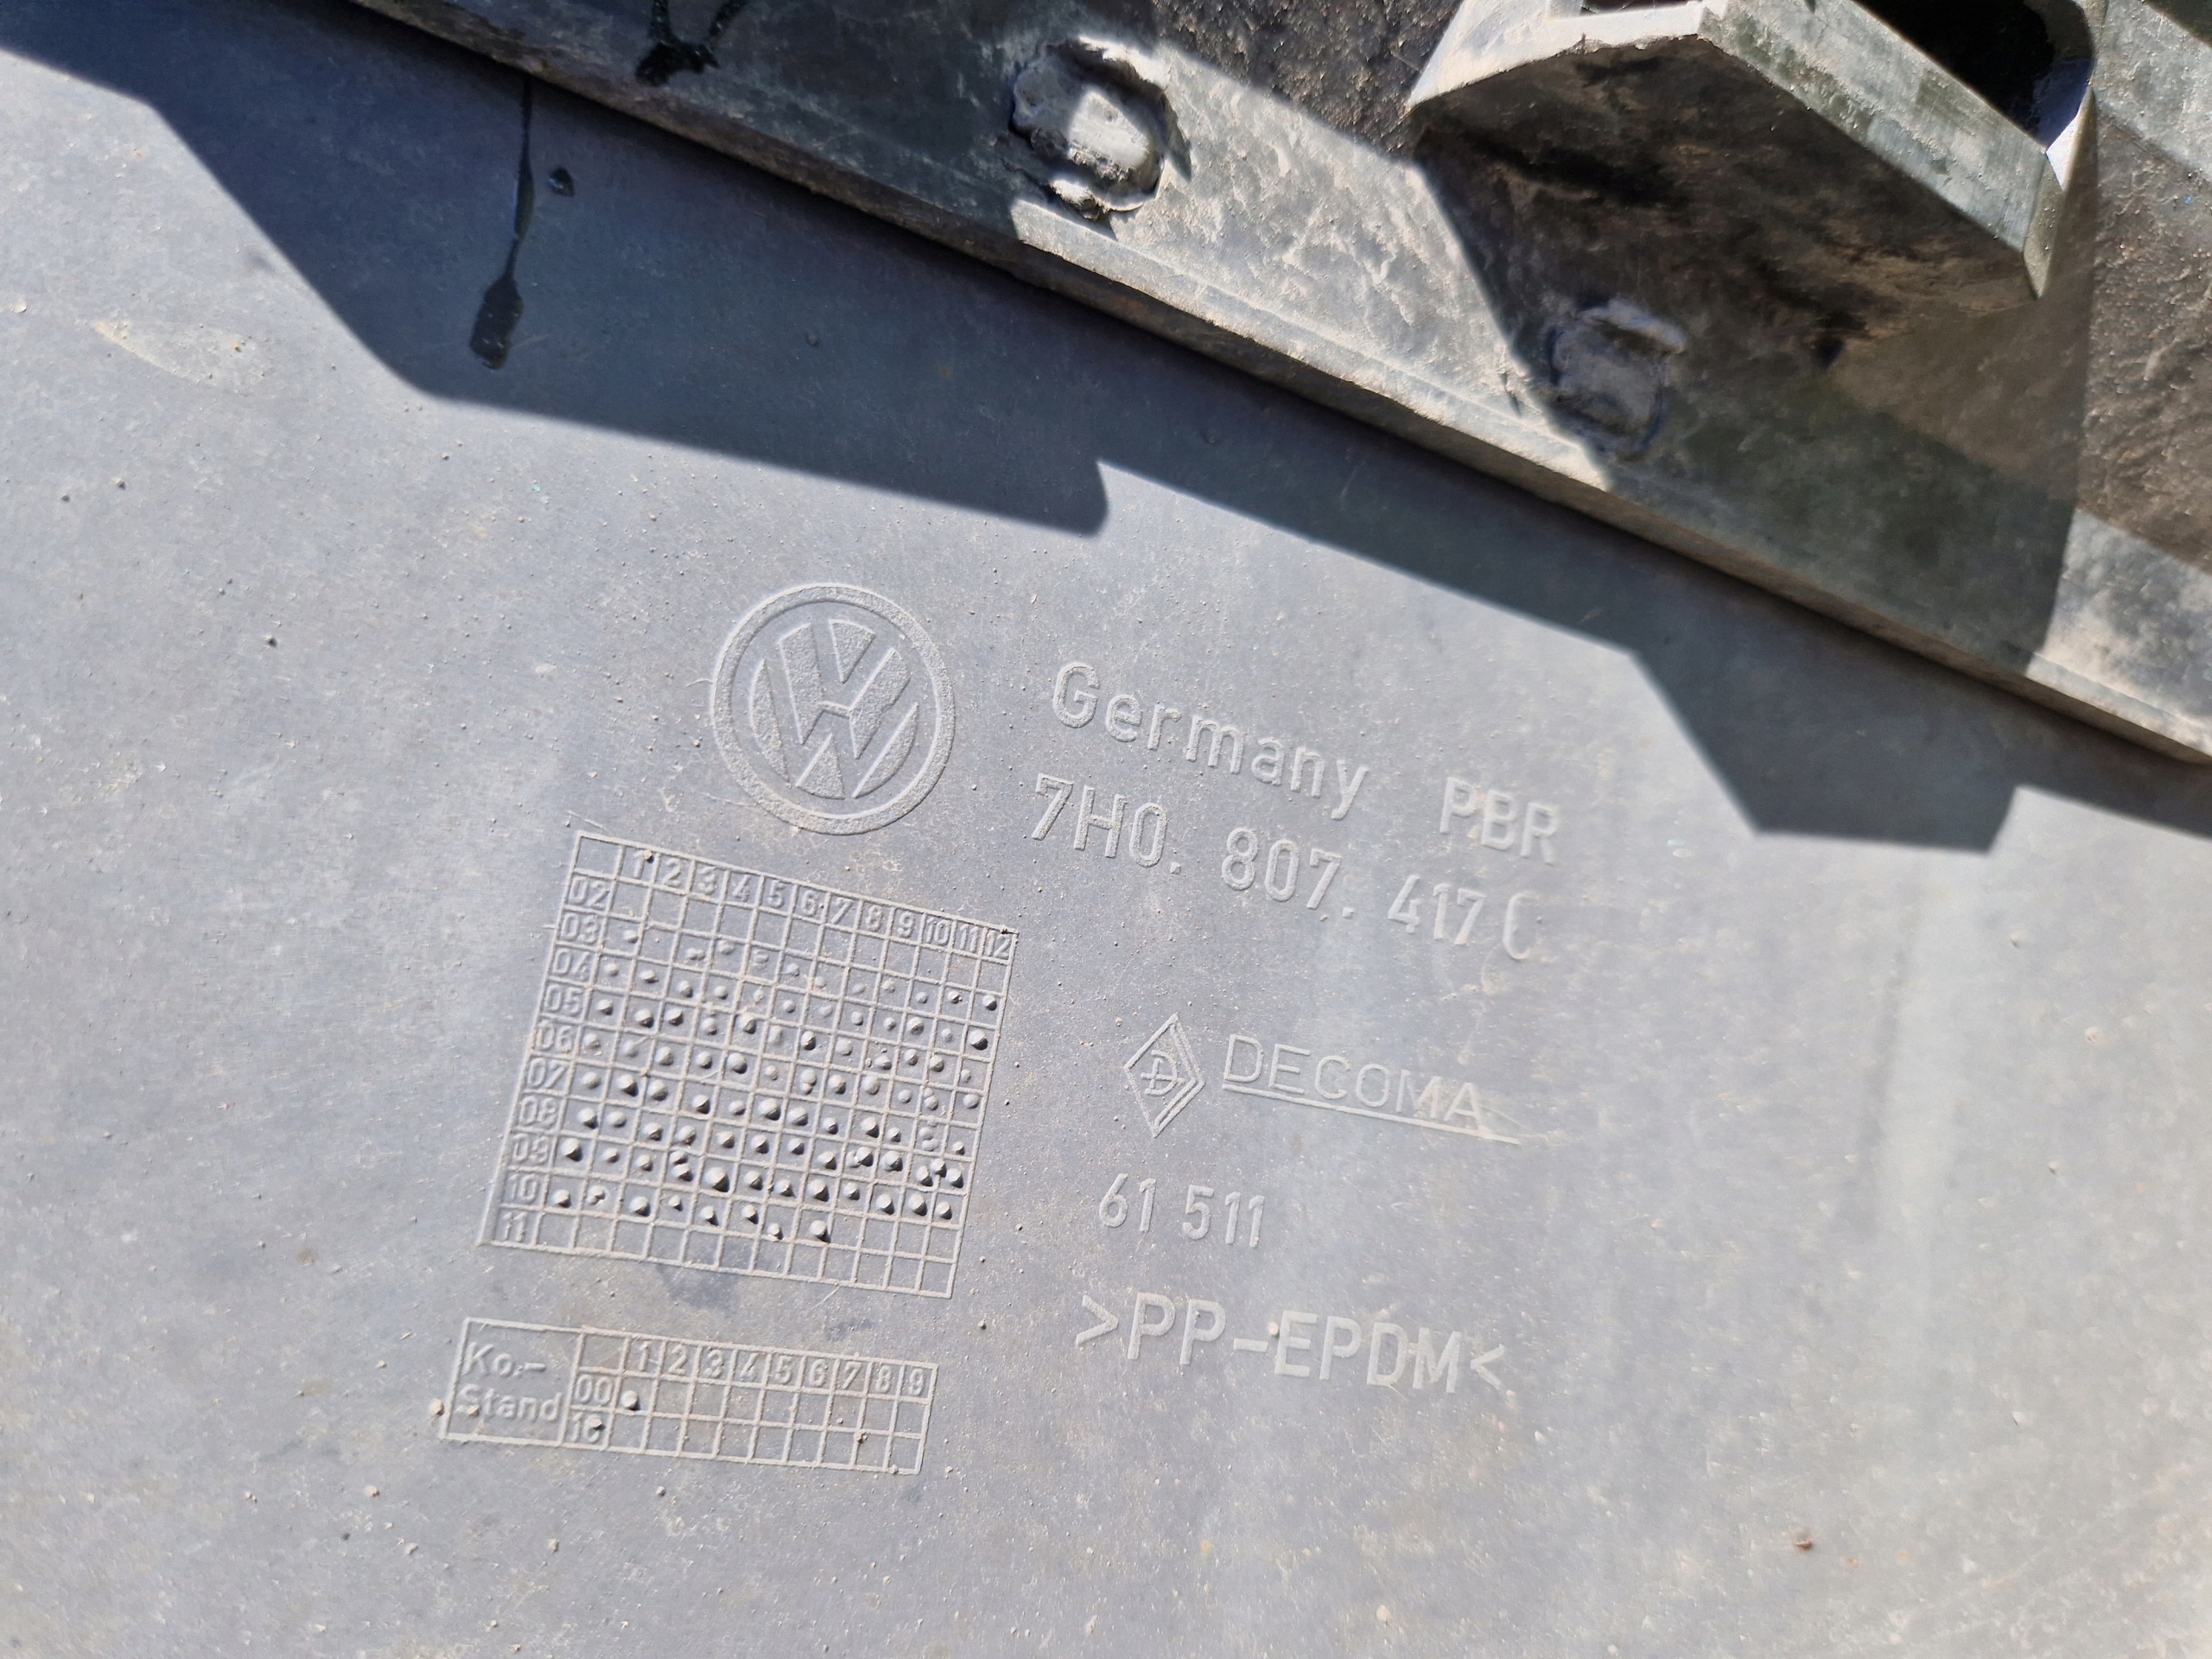 Germany PBR
7H0. 807. 417 C
1 2 3 4 5 6 7 8 9 10 11 12
02
03
04
05
06
07
08
09
10
11
D DECOMA
61 511
>PP-EPDM<
Ko.- 1 2 3 4 5 6 7 8 9
Stand 00
10